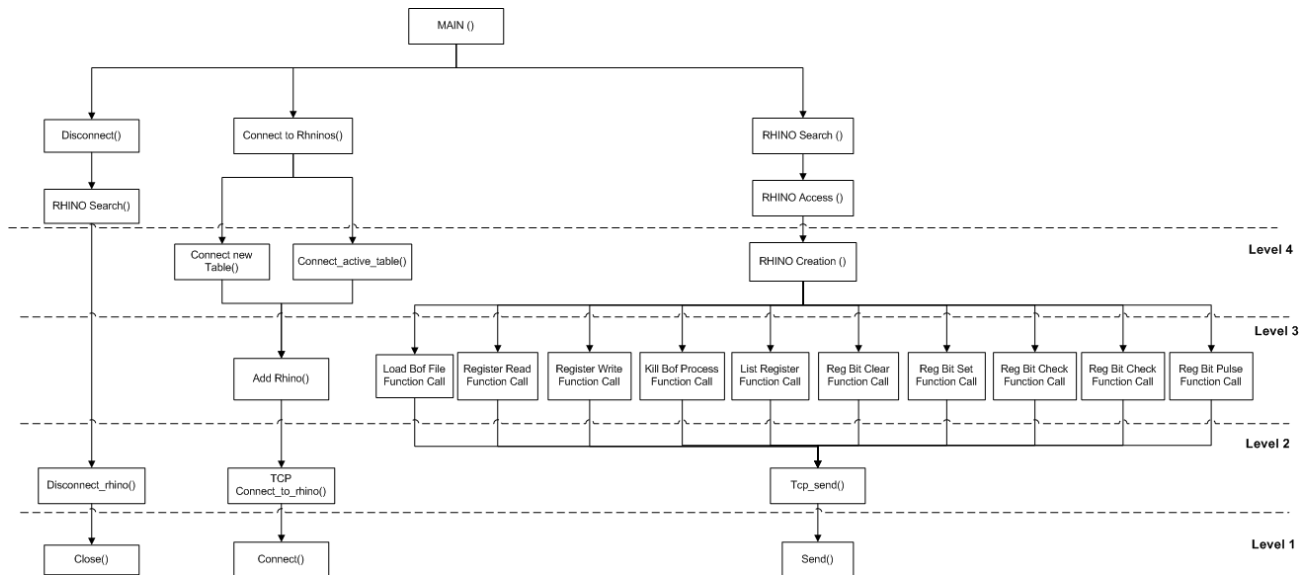 MAIN ()
Disconnect()
Connect to Rhninos()
RHINO Search ()
RHINO Search()
RHINO Access ()
Level 4
Connect new
Table()
Connect_active_table()
RHINO Creation ()
Level 3
Add Rhino()
Load Bof File
Function Call
Register Read
Function Call
Register Write
Function Call
Kill Bof Process
Function Call
List Register
Function Call
Reg Bit Clear
Function Call
Reg Bit Set
Function Call
Reg Bit Check
Function Call
Reg Bit Check
Function Call
Reg Bit Pulse
Function Call
Level 2
Disconnect_rhino()
TCP
Connect_to_rhino()
Tcp_send()
Level 1
Close()
Connect()
Send()